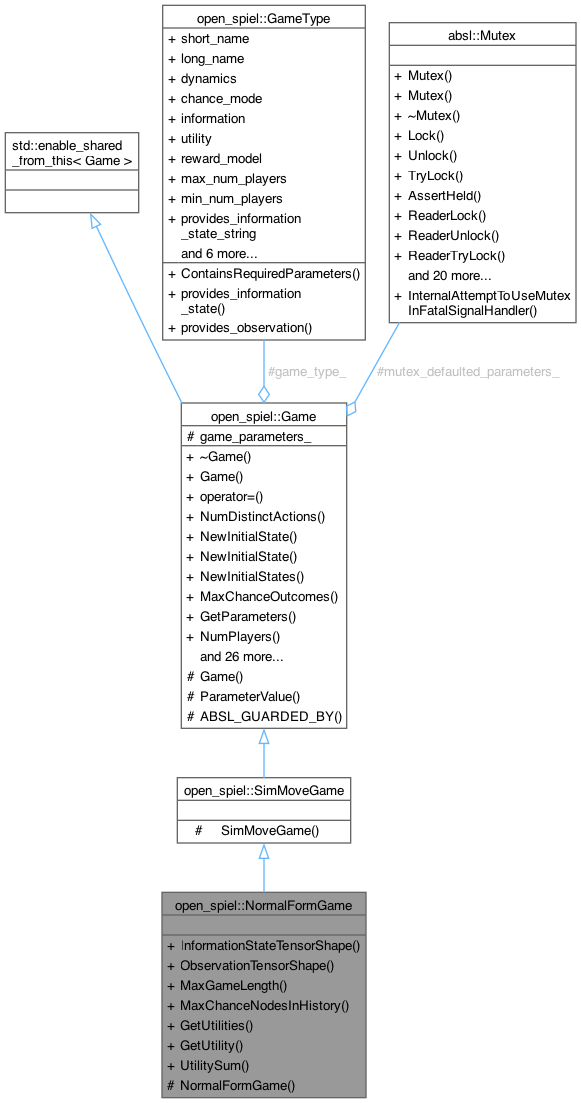 open_spiel::GameType
+ short_name
+ long_name
+ dynamics
+ chance_mode
+ information
+ utility
+ reward_model
+ max_num_players
+ min_num_players
+ provides_information
_state_string
and 6 more...
+ ContainsRequiredParameters()
+ provides_information
_state()
+ provides_observation()
absl::Mutex
+ Mutex()
+ Mutex()
+ ~Mutex()
+ Lock()
+ Unlock()
+ TryLock()
+ AssertHeld()
+ ReaderLock()
+ ReaderUnlock()
+ ReaderTryLock()
and 20 more...
+ InternalAttemptToUseMutex
InFatalSignalHandler()
std::enable_shared
_from_this< Game >
#game_type_
#mutex_defaulted_parameters_
open_spiel::Game
# game_parameters_
+ ~Game()
+ Game()
+ operator=()
+ NumDistinctActions()
+ NewInitialState()
+ NewInitialState()
+ NewInitialStates()
+ MaxChanceOutcomes()
+ GetParameters()
+ NumPlayers()
and 26 more...
# Game()
# ParameterValue()
# ABSL_GUARDED_BY()
open_spiel::SimMoveGame
# SimMoveGame()
open_spiel::NormalFormGame
+ InformationStateTensorShape()
+ ObservationTensorShape()
+ MaxGameLength()
+ MaxChanceNodesInHistory()
+ GetUtilities()
+ GetUtility()
+ UtilitySum()
# NormalFormGame()